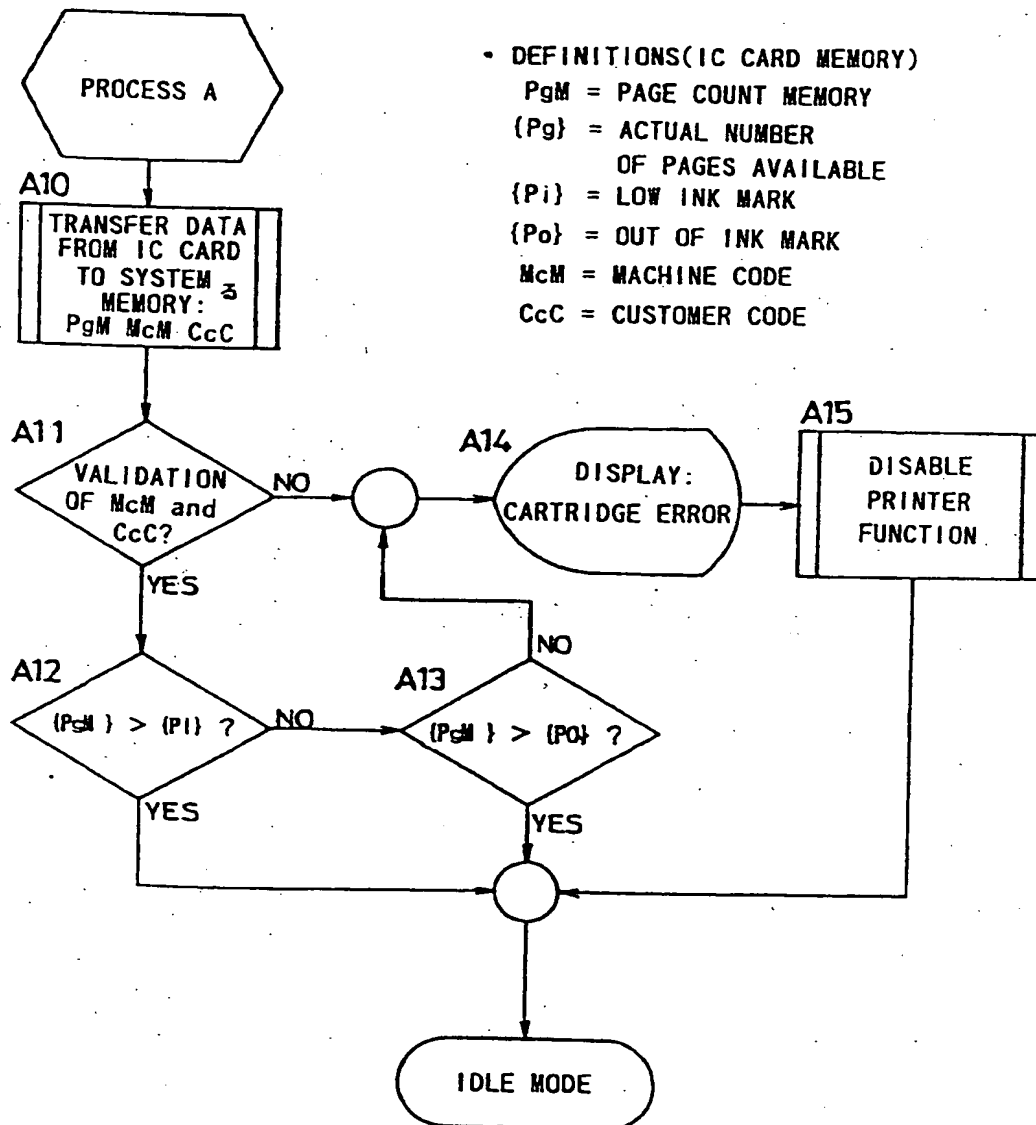 PROCESS A
• DEFINITIONS(IC CARD MEMORY)
PgM = PAGE COUNT MEMORY
{Pg} = ACTUAL NUMBER
OF PAGES AVAILABLE
{Pi} = LOW INK MARK
{Po} = OUT OF INK MARK
McM = MACHINE CODE
CcC = CUSTOMER CODE
A10
TRANSFER DATA
FROM IC CARD
TO SYSTEM 3
MEMORY:
PgM McM CcC
A11
VALIDATION
OF McM and
CcC?
NO
YES
A14
DISPLAY:
CARTRIDGE ERROR
A15
DISABLE
PRINTER
FUNCTION
A12
{PgM } > {PI} ?
NO
YES
A13
{PgM } > {PO} ?
NO
YES
IDLE MODE